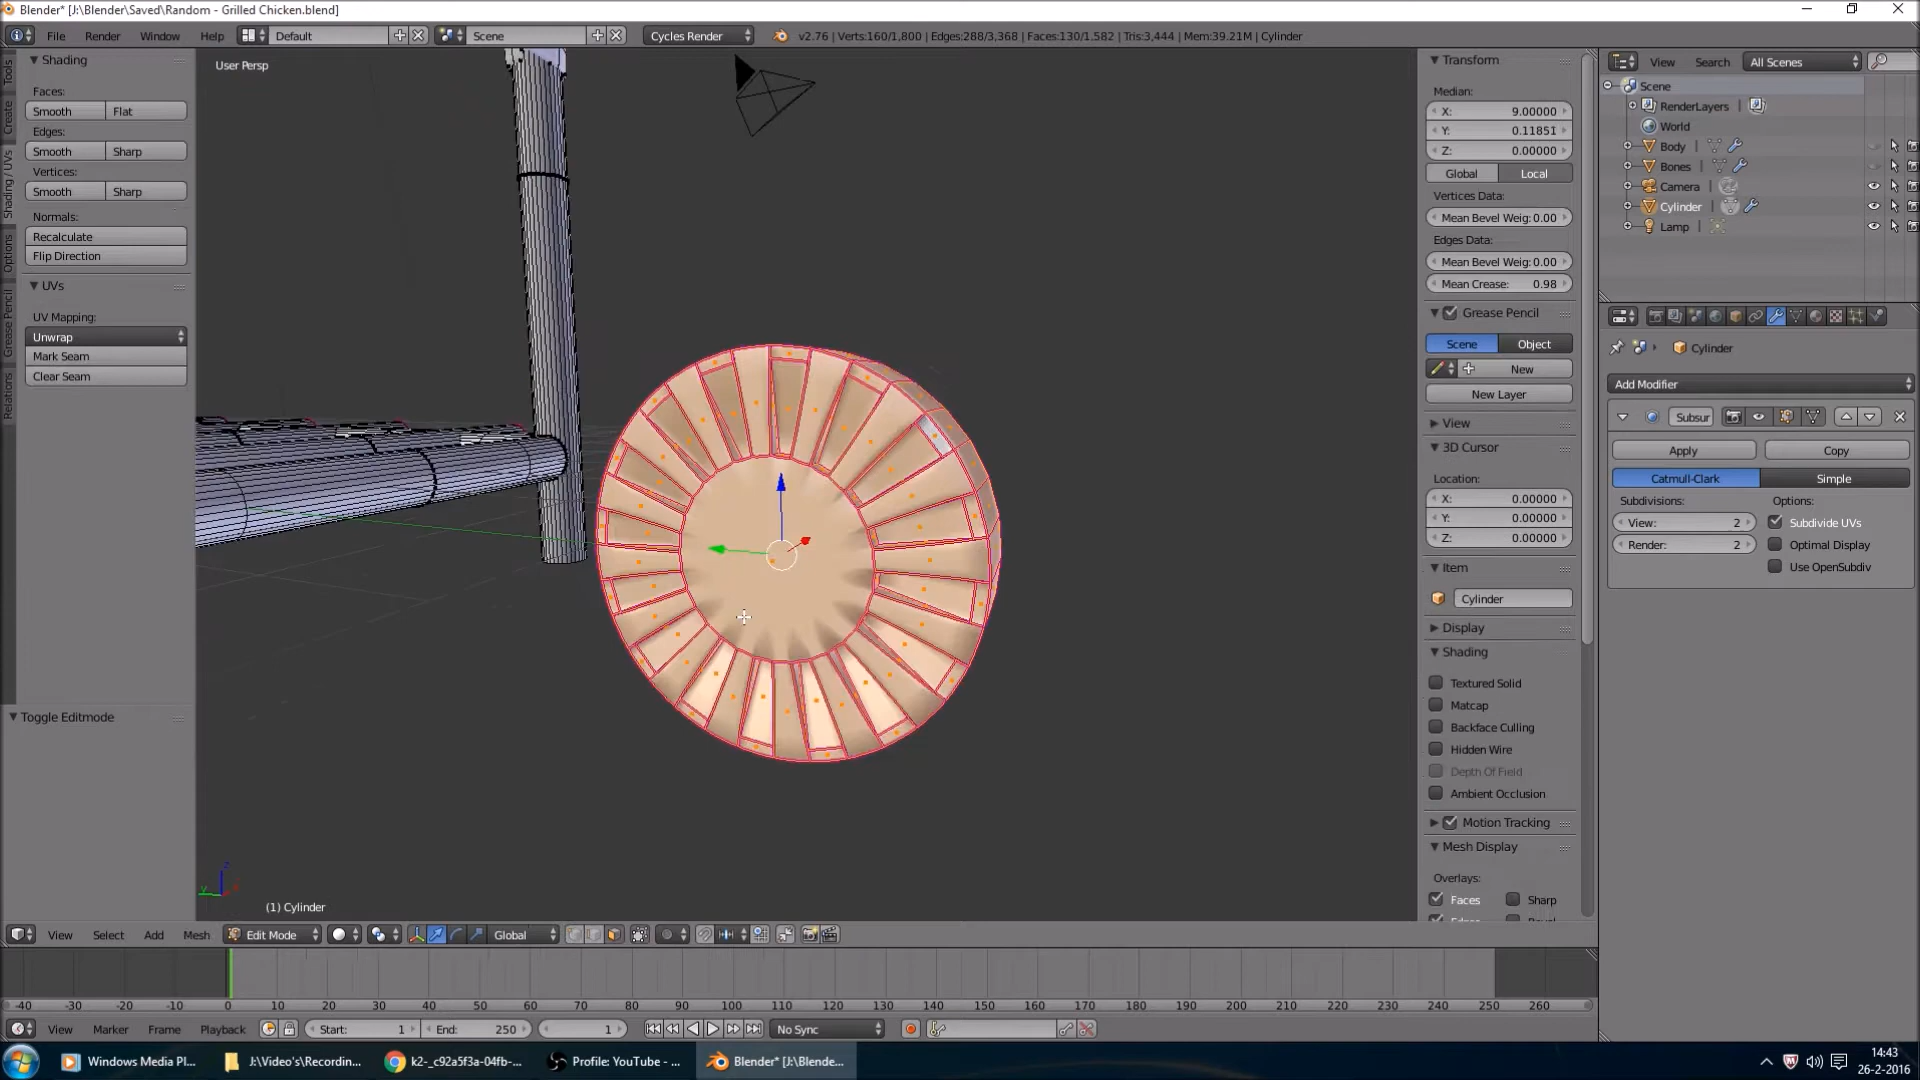 Blender* [J:\Blender\Saved\Random - Grilled Chicken.blend]
File Render Window Help Default Scene Cycles Render v2.76 | Verts:160/1,800 | Edges:288/3,368 | Faces:130/1,582 | Tris:3,444 | Mem:39.21M | Cylinder
Tools
Create
Shading / UVs
Options
Grease Pencil
Relations
Shading
Faces:
Smooth Flat
Edges:
Smooth Sharp
Vertices:
Smooth Sharp
Normals:
Recalculate
Flip Direction
UVs
UV Mapping:
Unwrap
Mark Seam
Clear Seam
Toggle Editmode
User Persp
(1) Cylinder
Transform
Median:
X: 9.00000
Y: 0.11851
Z: 0.00000
Global Local
Vertices Data:
Mean Bevel Weig: 0.00
Edges Data:
Mean Bevel Weig: 0.00
Mean Crease: 0.98
Grease Pencil
Scene Object
New
New Layer
View
3D Cursor
Location:
X: 0.00000
Y: 0.00000
Z: 0.00000
Item
Cylinder
Display
Shading
Textured Solid
Matcap
Backface Culling
Hidden Wire
Depth Of Field
Ambient Occlusion
Motion Tracking
Mesh Display
Overlays:
Faces Sharp
View Search All Scenes
Scene
RenderLayers
World
Body
Bones
Camera
Cylinder
Lamp
Cylinder
Add Modifier
Subsur
Apply Copy
Catmull-Clark Simple
Subdivisions: Options:
View: 2 Subdivide UVs
Render: 2 Optimal Display
Use OpenSubdiv
View Select Add Mesh Edit Mode Global
-40 -30 -20 -10 0 10 20 30 40 50 60 70 80 90 100 110 120 130 140 150 160 170 180 190 200 210 220 230 240 250 260
View Marker Frame Playback Start: 1 End: 250 1 No Sync
Windows Media Pl... J:\Video's\Recordin... k2-_c92a5f3a-04fb-... Profile: YouTube - ... Blender* [J:\Blende...
14:43
26-2-2016